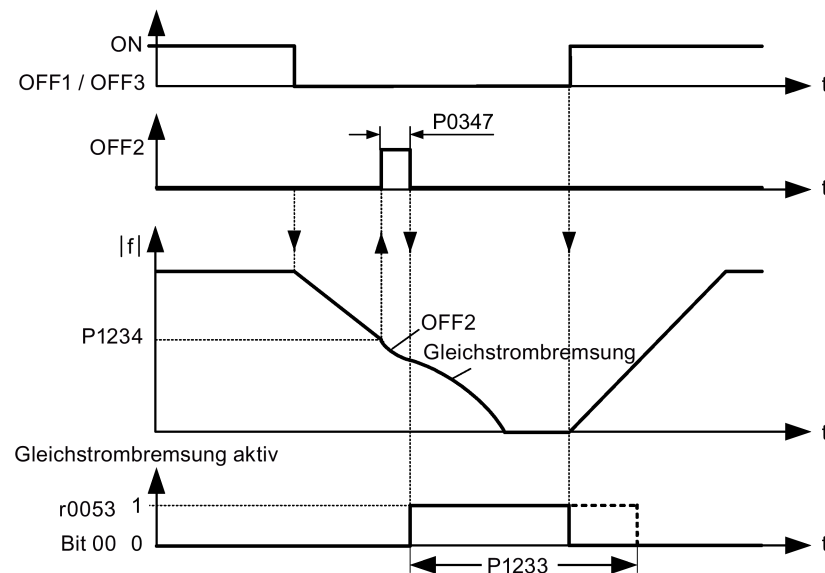 ON
OFF1 / OFF3
t
P0347
OFF2
t
|f|
P1234
OFF2
Gleichstrombremsung
t
Gleichstrombremsung aktiv
r0053 1
Bit 00 0
t
P1233